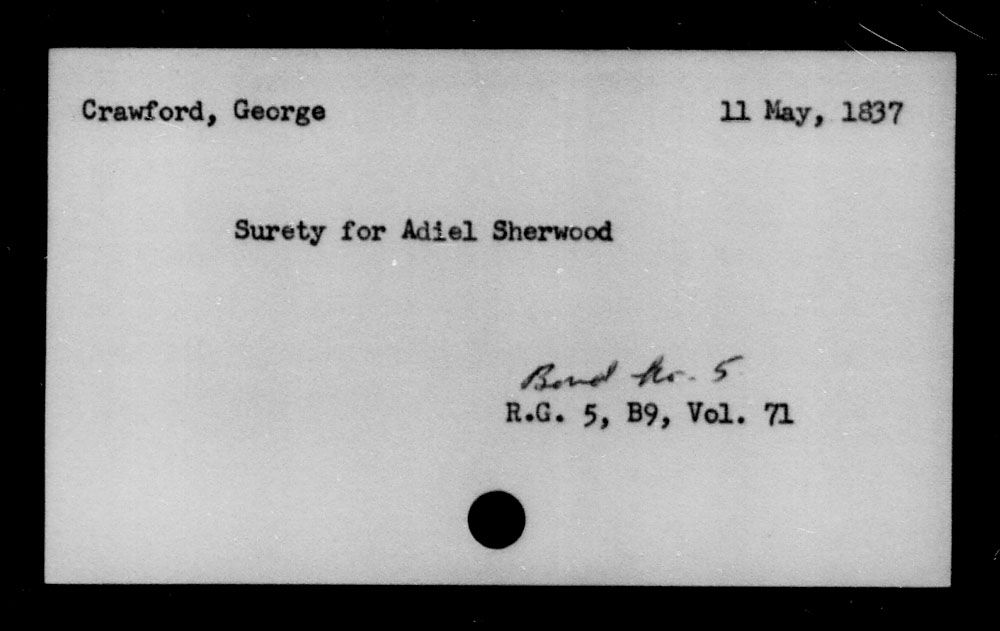 Crawford, George 11 May, 1837
Surety for Adiel Sherwood
Bond No. 5
R.G. 5, B9, Vol. 71